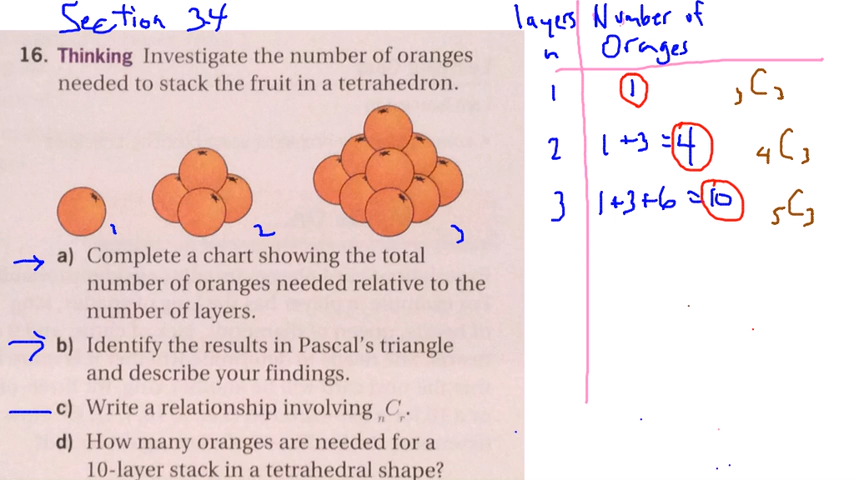 Section 3.4
16. Thinking Investigate the number of oranges
needed to stack the fruit in a tetrahedron.
1
2
3
→ a) Complete a chart showing the total
number of oranges needed relative to the
number of layers.
→ b) Identify the results in Pascal's triangle
and describe your findings.
c) Write a relationship involving ₙCᵣ.
d) How many oranges are needed for a
10-layer stack in a tetrahedral shape?
layers Number of
n Oranges
1 1 ₃C₃
2 1+3=4 ₄C₃
3 1+3+6=10 ₅C₃